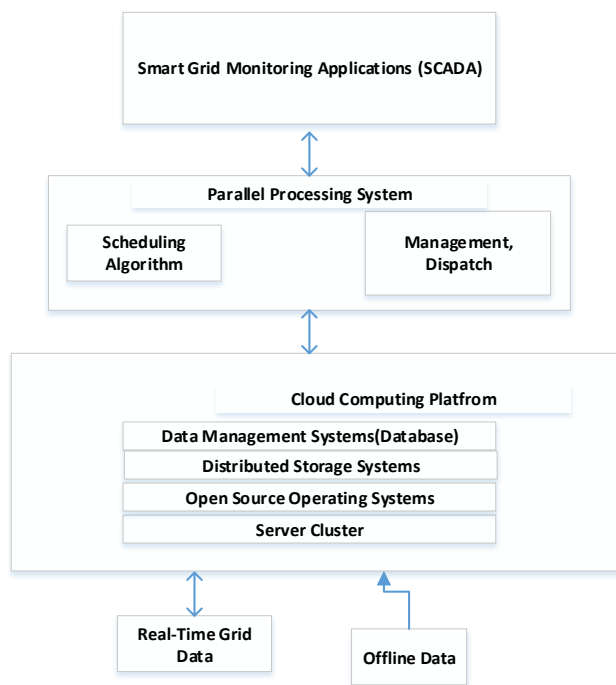 Smart Grid Monitoring Applications (SCADA)
Parallel Processing System
Scheduling
Algorithm
Management,
Dispatch
Cloud Computing Platfrom
Data Management Systems(Database)
Distributed Storage Systems
Open Source Operating Systems
Server Cluster
Real-Time Grid
Data
Offline Data